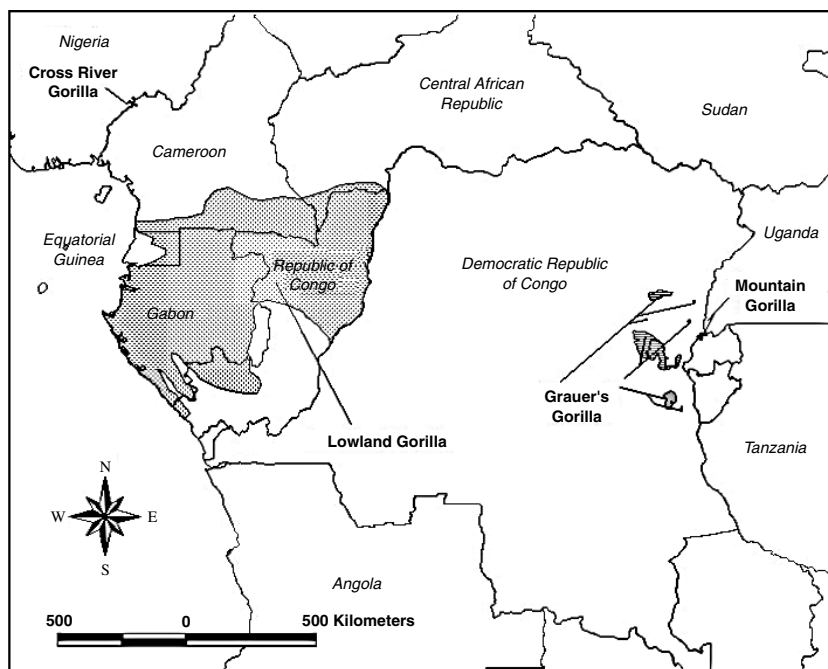 Nigeria
Cross River
Gorilla
Central African
Republic
Sudan
Cameroon
Equatorial
Guinea
Republic of
Congo
Gabon
Democratic Republic
of Congo
Uganda
Mountain
Gorilla
Grauer's
Gorilla
Lowland Gorilla
Tanzania
N
W
E
S
Angola
500
0
500 Kilometers